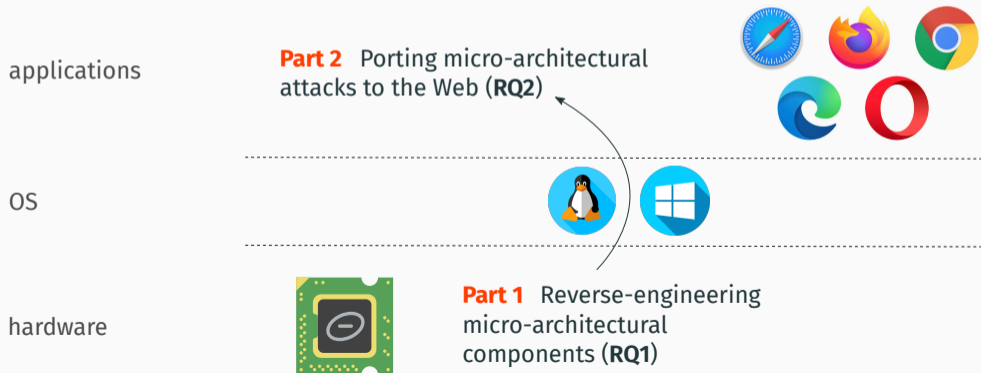 Part 2 Porting micro-architectural
attacks to the Web (RQ2)
applications
OS
Part 1 Reverse-engineering
micro-architectural
components (RQ1)
hardware